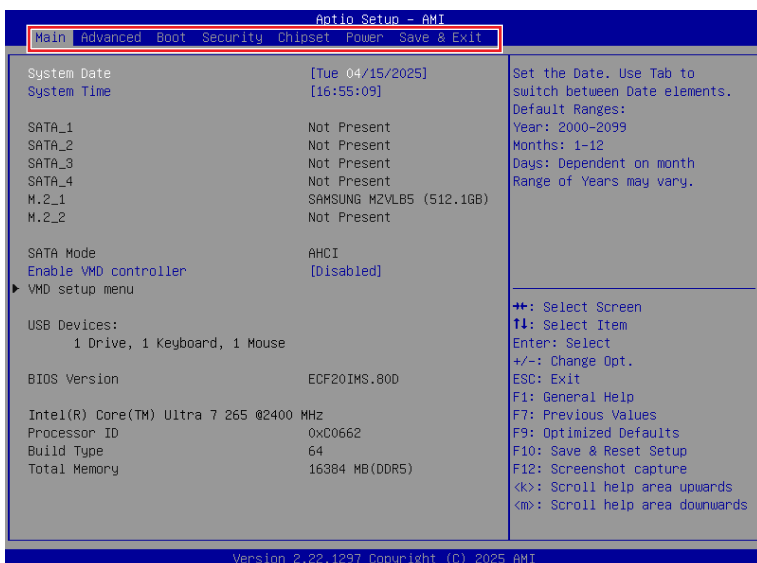 Aptio Setup – AMI
Main Advanced Boot Security Chipset Power Save & Exit
System Date [Tue 04/15/2025]
System Time [16:55:09]
SATA_1 Not Present
SATA_2 Not Present
SATA_3 Not Present
SATA_4 Not Present
M.2_1 SAMSUNG MZVLB5 (512.1GB)
M.2_2 Not Present
SATA Mode AHCI
Enable VMD controller [Disabled]
VMD setup menu
USB Devices:
1 Drive, 1 Keyboard, 1 Mouse
BIOS Version ECF20IMS.80D
Intel(R) Core(TM) Ultra 7 265 @2400 MHz
Processor ID 0xC0662
Build Type 64
Total Memory 16384 MB(DDR5)
Set the Date. Use Tab to
switch between Date elements.
Default Ranges:
Year: 2000-2099
Months: 1-12
Days: Dependent on month
Range of Years may vary.
→←: Select Screen
↑↓: Select Item
Enter: Select
+/-: Change Opt.
ESC: Exit
F1: General Help
F7: Previous Values
F9: Optimized Defaults
F10: Save & Reset Setup
F12: Screenshot capture
<k>: Scroll help area upwards
<m>: Scroll help area downwards
Version 2.22.1297 Copyright (C) 2025 AMI